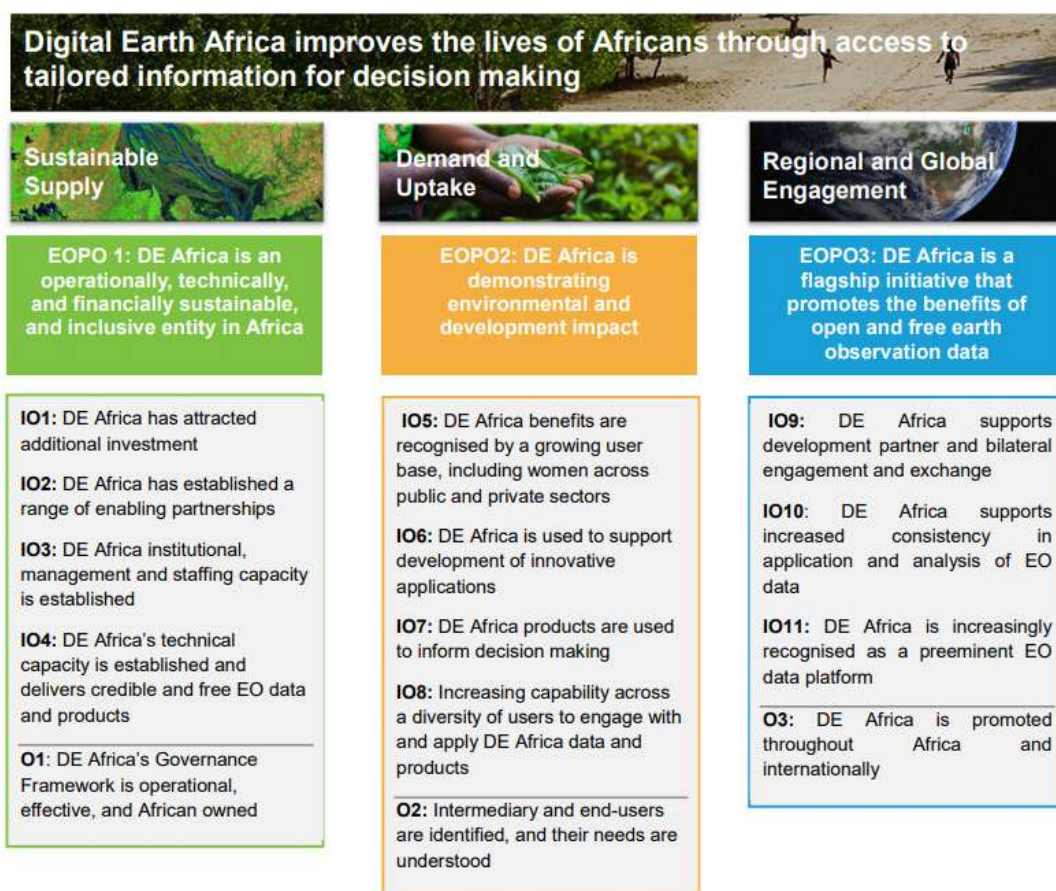 Digital Earth Africa improves the lives of Africans through access to
tailored information for decision making
Sustainable
Supply
EOPO 1: DE Africa is an
operationally, technically,
and financially sustainable,
and inclusive entity in Africa
IO1: DE Africa has attracted
additional investment
IO2: DE Africa has established a
range of enabling partnerships
IO3: DE Africa institutional,
management and staffing capacity
is established
IO4: DE Africa's technical
capacity is established and
delivers credible and free EO data
and products
O1: DE Africa's Governance
Framework is operational,
effective, and African owned
Demand and
Uptake
EOPO2: DE Africa is
demonstrating
environmental and
development impact
IO5: DE Africa benefits are
recognised by a growing user
base, including women across
public and private sectors
IO6: DE Africa is used to support
development of innovative
applications
IO7: DE Africa products are used
to inform decision making
IO8: Increasing capability across
a diversity of users to engage with
and apply DE Africa data and
products
O2: Intermediary and end-users
are identified, and their needs are
understood
Regional and Global
Engagement
EOPO3: DE Africa is a
flagship initiative that
promotes the benefits of
open and free earth
observation data
IO9: DE Africa supports
development partner and bilateral
engagement and exchange
IO10: DE Africa supports
increased consistency in
application and analysis of EO
data
IO11: DE Africa is increasingly
recognised as a preeminent EO
data platform
O3: DE Africa is promoted
throughout Africa and
internationally